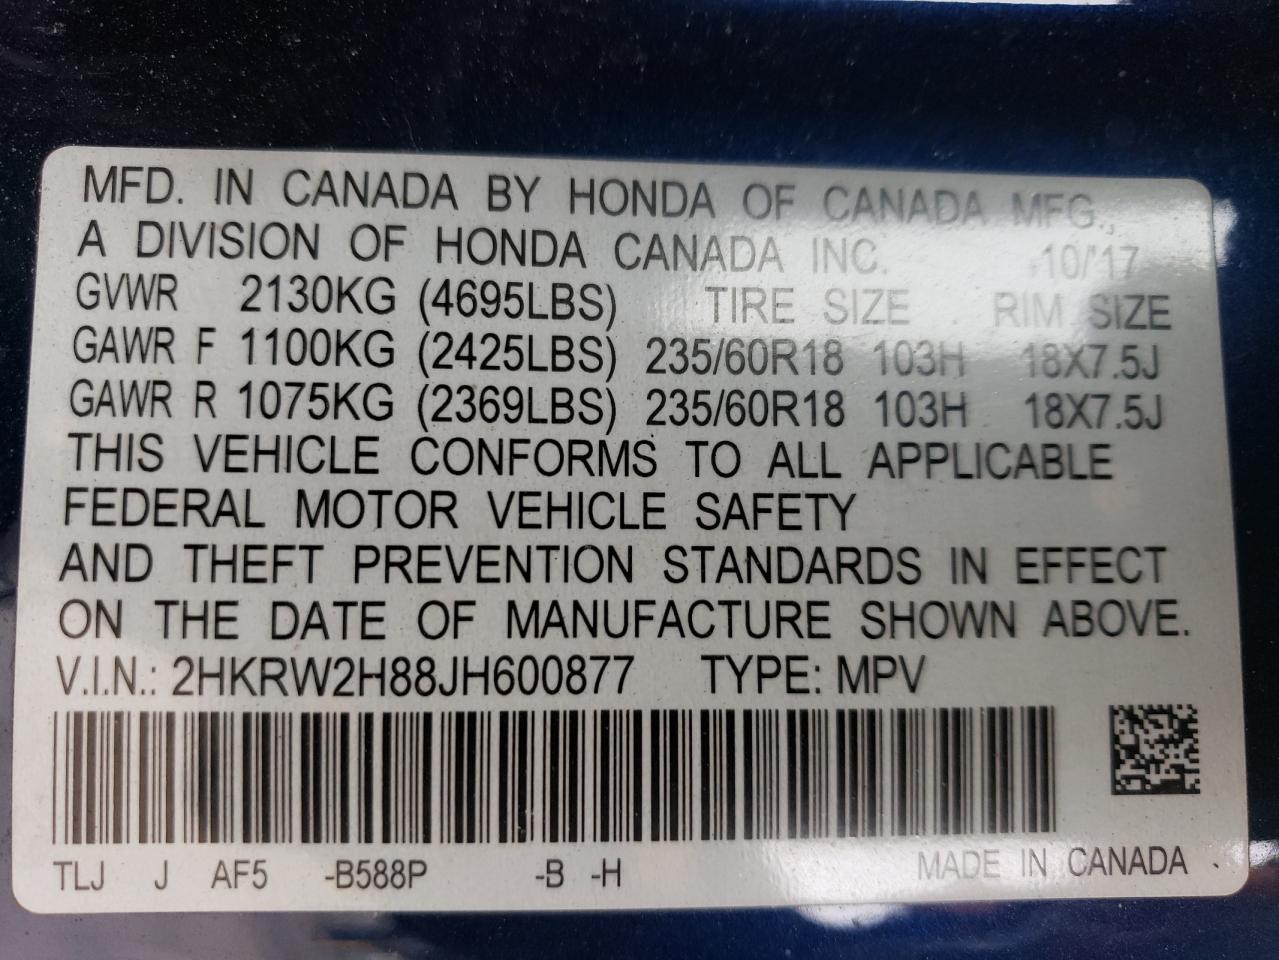 MFD. IN CANADA BY HONDA OF CANADA MFG.,
A DIVISION OF HONDA CANADA INC. 10/17
GVWR 2130KG (4695LBS) TIRE SIZE RIM SIZE
GAWR F 1100KG (2425LBS) 235/60R18 103H 18X7.5J
GAWR R 1075KG (2369LBS) 235/60R18 103H 18X7.5J
THIS VEHICLE CONFORMS TO ALL APPLICABLE
FEDERAL MOTOR VEHICLE SAFETY
AND THEFT PREVENTION STANDARDS IN EFFECT
ON THE DATE OF MANUFACTURE SHOWN ABOVE.
V.I.N.: 2HKRW2H88JH600877 TYPE: MPV
TLJ J AF5 -B588P -B -H MADE IN CANADA